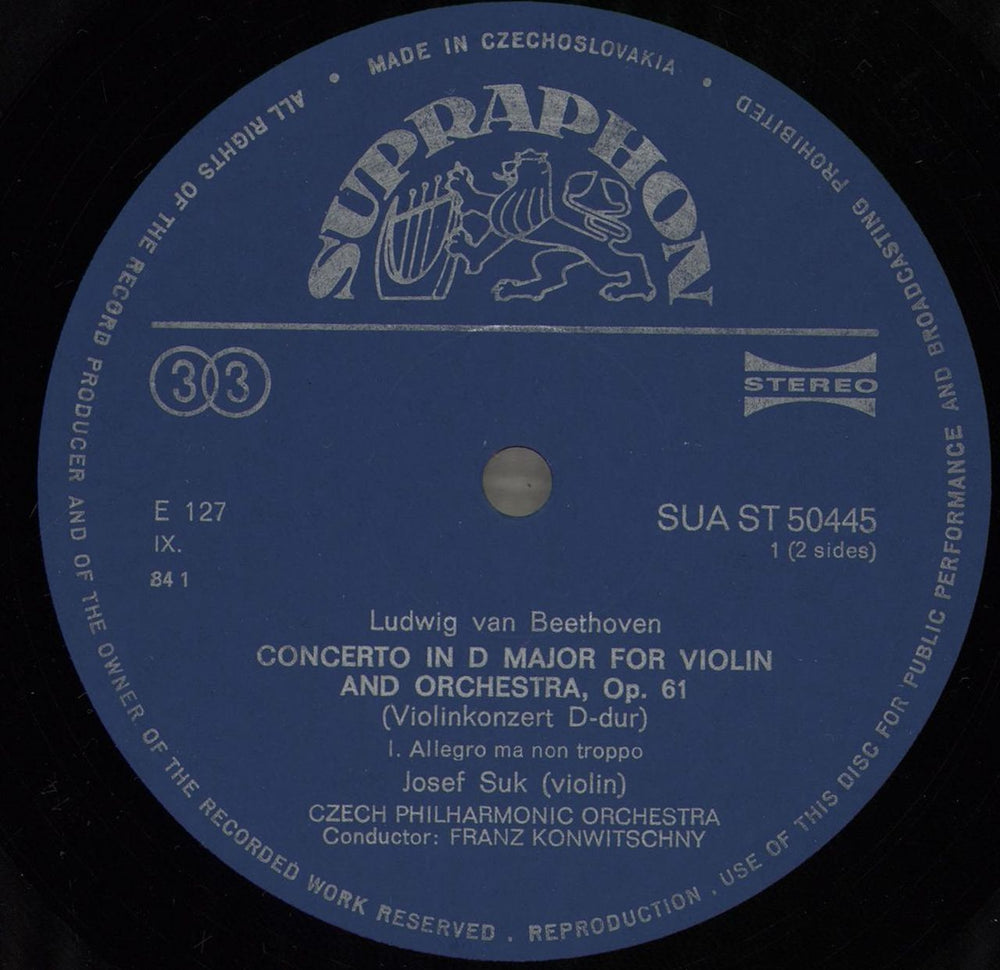 MADE IN CZECHOSLOVAKIA
ALL RIGHTS OF THE RECORD PRODUCER AND OF THE OWNER OF THE RECORDED WORK RESERVED . REPRODUCTION . USE OF THIS DISC FOR PUBLIC PERFORMANCE AND BROADCASTING PROHIBITED
SUPRAPHON
33
STEREO
E 127
SUA ST 50445
IX.
1 (2 sides)
84 1
Ludwig van Beethoven
CONCERTO IN D MAJOR FOR VIOLIN
AND ORCHESTRA, Op. 61
(Violinkonzert D-dur)
I. Allegro ma non troppo
Josef Suk (violin)
CZECH PHILHARMONIC ORCHESTRA
Conductor: FRANZ KONWITSCHNY